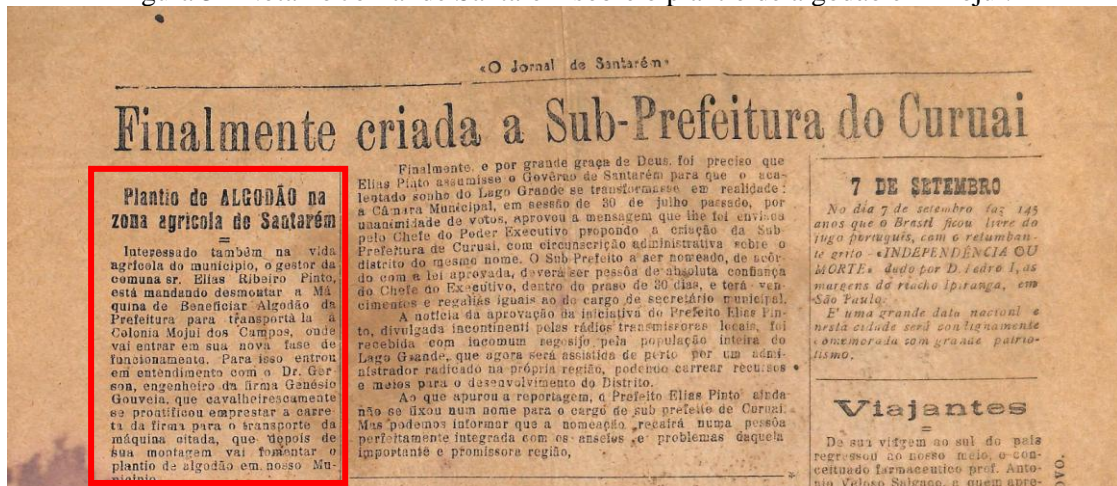 «O Jornal de Santarém»
Finalmente criada a Sub-Prefeitura do Curuai
Plantio de ALGODÃO na
zona agrícola de Santarém
Interessado também na vida
agrícola do município, o gestor da
comuna sr. Elias Ribeiro Pinto,
está mandando desmontar a Má
quina de Beneficiar Algodão da
Prefeitura para transportá la à
Colonia Mojui dos Campos, onde
vai entrar em sua nova fase de
funcionamento. Para isso entrou
em entendimento com o Dr. Ger
son, engenheiro da firma Genésio
Gouveia, que cavalheirescamente
se prontificou emprestar a carre
ta da firma para o transporte da
máquina citada, que depois de
sua montagem vai fomentar o
plantio de algodão em nosso Mu-
nicípio
Finalmente, e por grande graça de Deus, foi preciso que
Elias Pinto assumisse o Govêrno de Santarém para que o aca-
lentado sonho do Lago Grande se transformasse em realidade:
a Câmara Municipal, em sessão de 30 de julho passado, por
unanimidade de votos, aprovou a mensagem que lhe foi enviada
pelo Chefe do Poder Executivo propondo a criação da Sub-
Prefeitura de Curuai, com circunscrição administrativa sobre o
distrito do mesmo nome. O Sub-Prefeito a ser nomeado, de acôr-
do com a lei aprovada, deverá ser pessôa de absoluta confiança
do Chefe do Executivo, dentro do praso de 30 dias, e terá ven-
cimentos e regalias iguais ao do cargo de secretário municipal.
A notícia da aprovação da iniciativa do Prefeito Elias Pin-
to, divulgada incontinenti pelas rádios transmissoras locais, foi
recebida com incomum regosijo pela população inteira do
Lago Grande, que agora será assistida de perto por um admi-
nistrador radicado na própria região, podendo carrear recursos
e meios para o desenvolvimento do Distrito.
Ao que apurou a reportagem, o Prefeito Elias Pinto ainda
não se fixou num nome para o cargo de sub prefeito de Curuai.
Mas podemos informar que a nomeação recairá numa pessôa
perfeitamente integrada com os anseios e problemas daquela
importante e promissora região,
7 DE SETEMBRO
No dia 7 de setembro faz 145
anos que o Brasil ficou livre do
jugo português, com o retumban-
te grito - «INDEPENDÊNCIA OU
MORTE» dado por D. Pedro I, as
margens do riacho Ipiranga, em
São Paulo.
E' uma grande data nacional e
nesta cidade será condignamente
comemorada com grande patrio-
tismo.
Viajantes
De sua viagem ao sul do país
regressou ao nosso meio, o con-
ceituado farmaceutico prof. Anto-
nio Veloso Salgado, a quem apre-